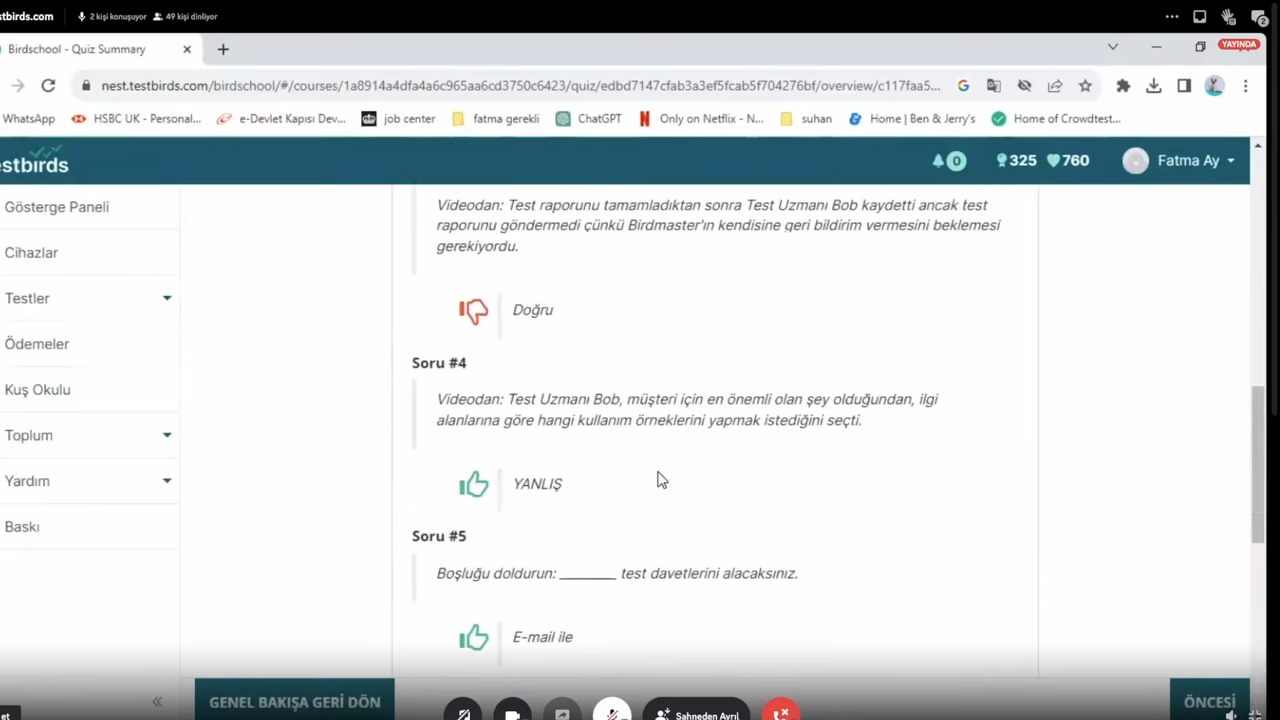 stbirds.com 2 kişi konuşuyor 49 kişi dinliyor 2
Birdschool - Quiz Summary YAYINDA
nest.testbirds.com/birdschool/#/courses/1a8914a4dfa4a6c965aa6cd3750c6423/quiz/edbd7147cfab3a3ef5fcab5f704276bf/overview/c117faa5...
WhatsApp HSBC UK - Personal... e-Devlet Kapısı Dev... job center fatma gerekli ChatGPT Only on Netflix - N... suhan Home | Ben & Jerry's Home of Crowdtest...
stbirds 0 325 760 Fatma Ay
Gösterge Paneli
Cihazlar
Testler
Ödemeler
Kuş Okulu
Toplum
Yardım
Baskı
Videodan: Test raporunu tamamladıktan sonra Test Uzmanı Bob kaydetti ancak test
raporunu göndermedi çünkü Birdmaster'ın kendisine geri bildirim vermesini beklemesi
gerekiyordu.
Doğru
Soru #4
Videodan: Test Uzmanı Bob, müşteri için en önemli olan şey olduğundan, ilgi
alanlarına göre hangi kullanım örneklerini yapmak istediğini seçti.
YANLIŞ
Soru #5
Boşluğu doldurun: ________ test davetlerini alacaksınız.
E-mail ile
GENEL BAKIŞA GERİ DÖN ÖNCESİ
et Sahneden Ayrıl